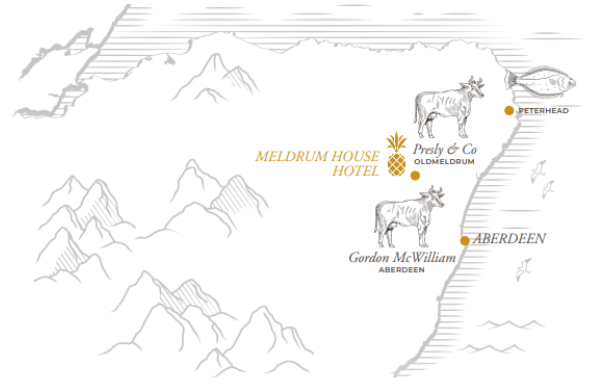 PETERHEAD
Presly & Co
OLDMELDRUM
MELDRUM HOUSE
HOTEL
ABERDEEN
Gordon McWilliam
ABERDEEN